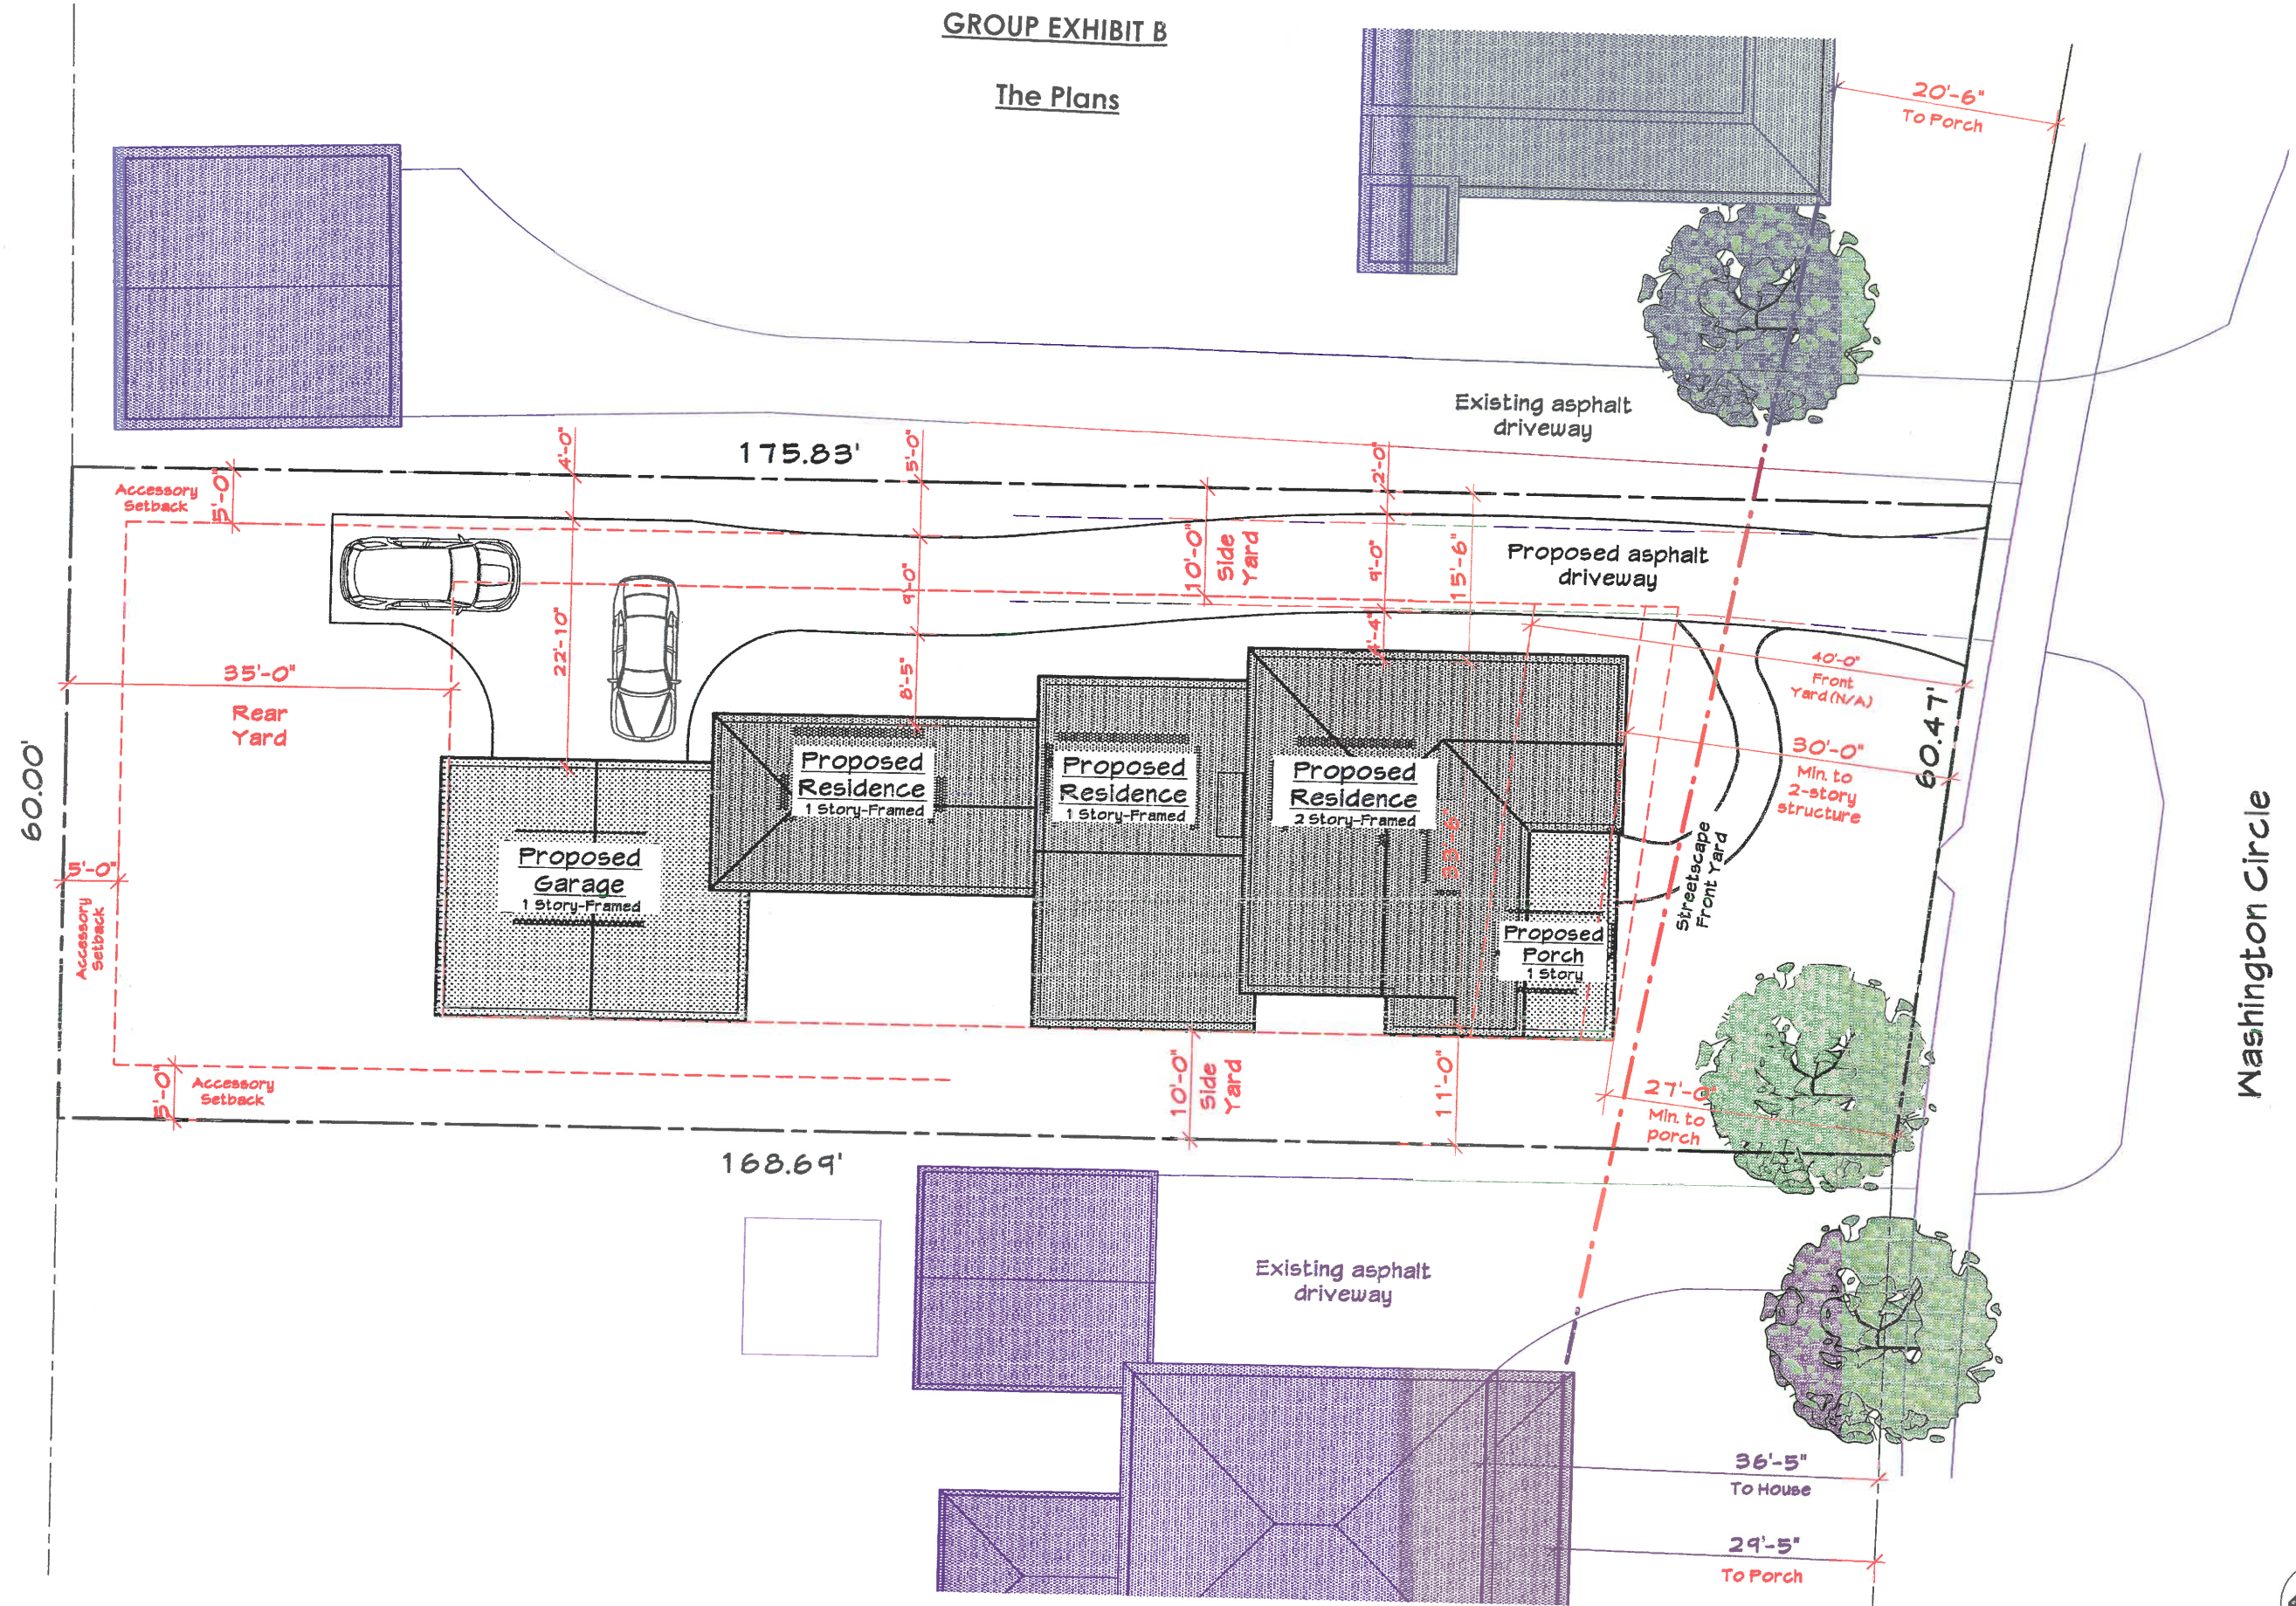 GROUP EXHIBIT B
The Plans
20'-6"
To Porch
Existing asphalt
driveway
175.83'
4'-0"
5'-0"
2'-0"
Accessory
Setback
5'-0"
10'-0"
Side
Yard
9'-0"
9'-0"
15'-6"
Proposed asphalt
driveway
22'-10"
8'-5"
4'-4"
40'-0"
Front
Yard (N/A)
35'-0"
Rear
Yard
60.00'
60.47'
30'-0"
Min. to
2-story
structure
Proposed
Residence
1 Story-Framed
Proposed
Residence
1 Story-Framed
Proposed
Residence
2 Story-Framed
33'-6"
Proposed
Garage
1 Story-Framed
Streetscape
Front Yard
Proposed
Porch
1 Story
5'-0"
Accessory
Setback
Washington Circle
5'-0"
Accessory
Setback
10'-0"
Side
Yard
11'-0"
27'-0"
Min. to
porch
168.69'
Existing asphalt
driveway
36'-5"
To House
29'-5"
To Porch